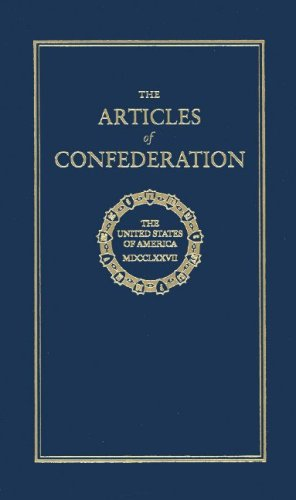 THE
ARTICLES
of
CONFEDERATION
THE
UNITED STATES
OF AMERICA
MDCCLXXVII